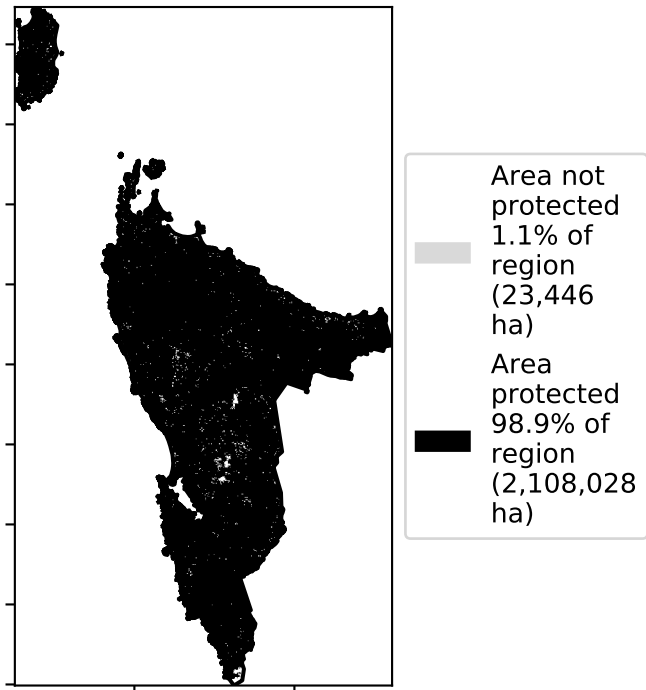 Area not
protected
1.1% of
region
(23,446
ha)
Area
protected
98.9% of
region
(2,108,028
ha)